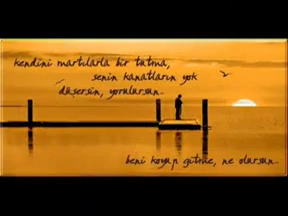 kendini martılarla bir tutma,
senin kanatların yok
düşersin, yorulursun..
beni koyup gitme, ne olursun..